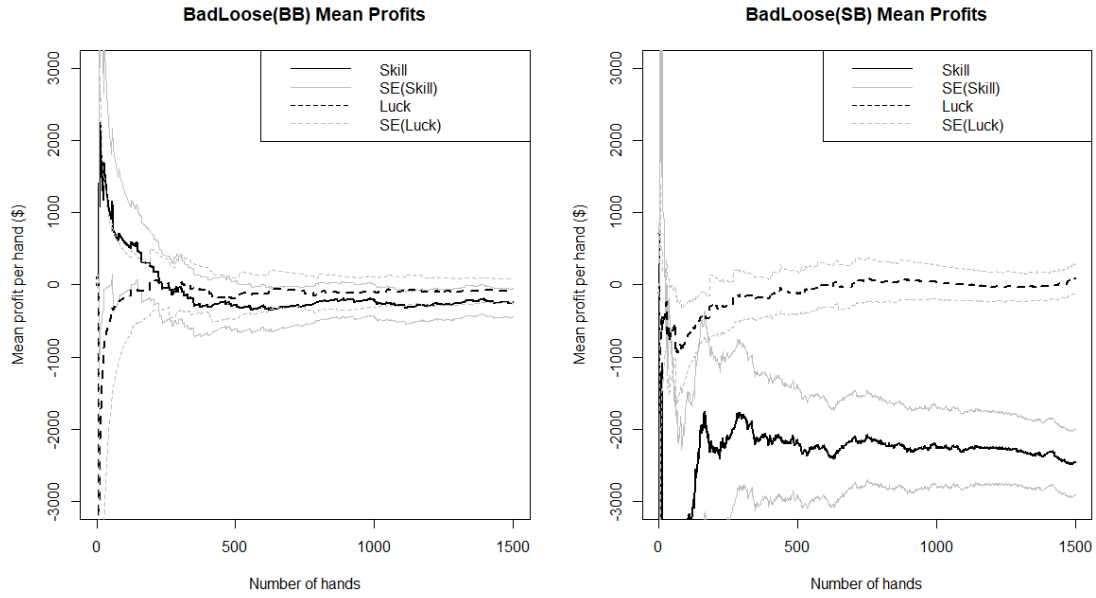 BadLoose(BB) Mean Profits
Mean profit per hand ($)
3000
2000
1000
0
-1000
-2000
-3000
Skill
SE(Skill)
Luck
SE(Luck)
0
500
1000
1500
Number of hands
BadLoose(SB) Mean Profits
Mean profit per hand ($)
3000
2000
1000
0
-1000
-2000
-3000
Skill
SE(Skill)
Luck
SE(Luck)
0
500
1000
1500
Number of hands